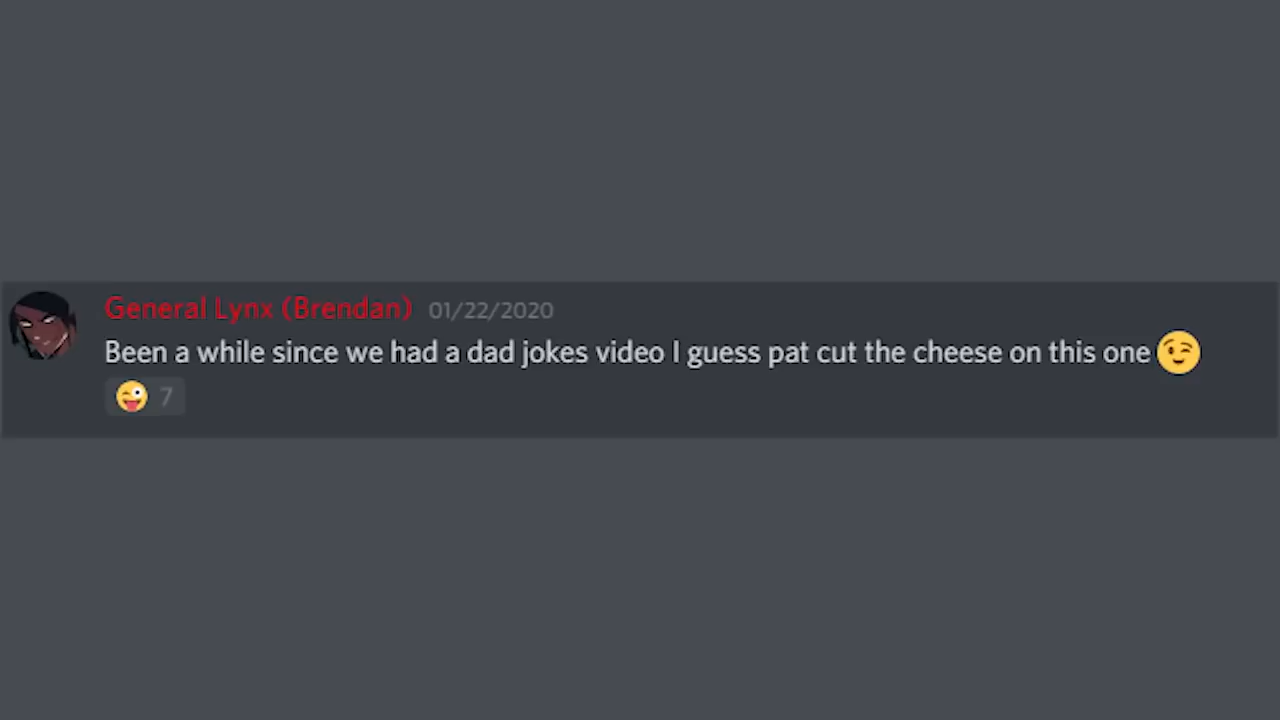 General Lynx (Brendan) 01/22/2020
Been a while since we had a dad jokes video I guess pat cut the cheese on this one 😉
😜 7